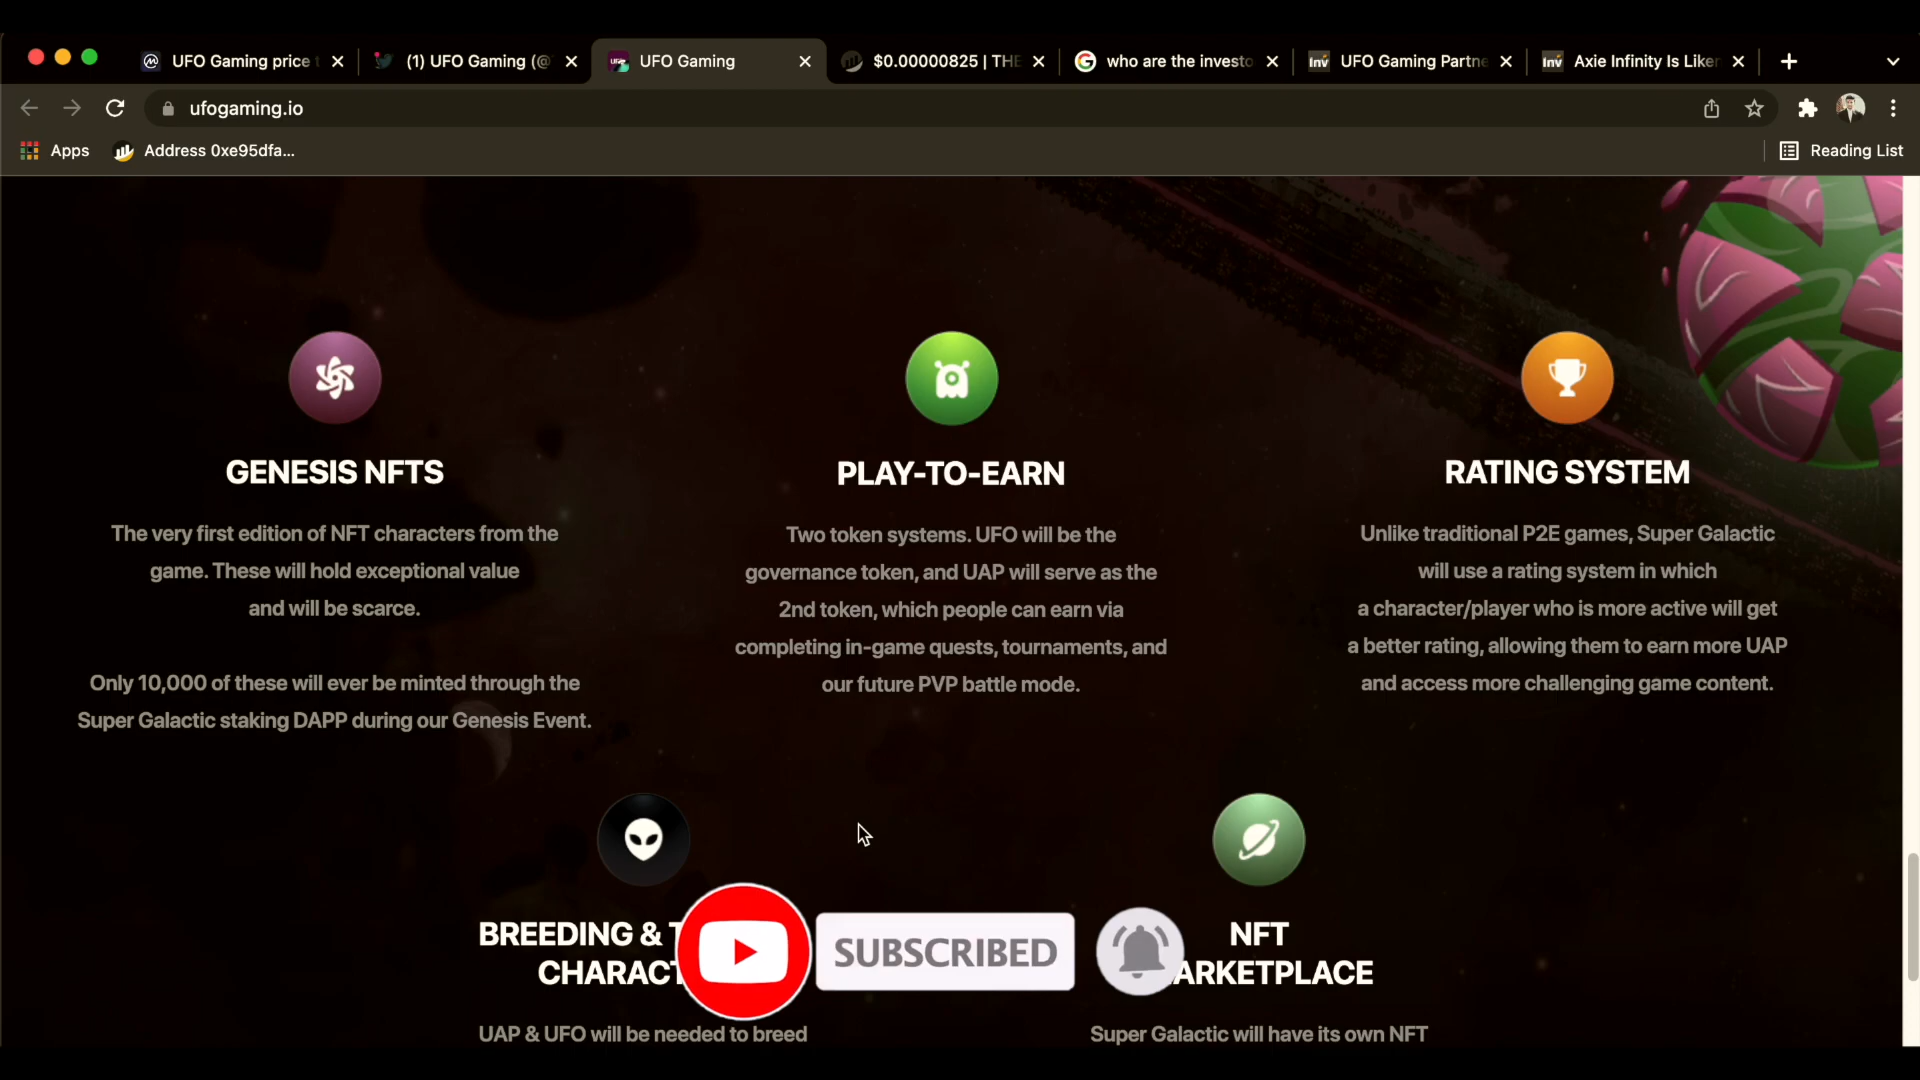 UFO Gaming price
(1) UFO Gaming (@
UFO Gaming
$0.00000825 | THE
who are the investo
UFO Gaming Partne
Axie Infinity Is Liker
ufogaming.io
Apps
Address 0xe95dfa...
Reading List
GENESIS NFTS
The very first edition of NFT characters from the
game. These will hold exceptional value
and will be scarce.
Only 10,000 of these will ever be minted through the
Super Galactic staking DAPP during our Genesis Event.
PLAY-TO-EARN
Two token systems. UFO will be the
governance token, and UAP will serve as the
2nd token, which people can earn via
completing in-game quests, tournaments, and
our future PVP battle mode.
RATING SYSTEM
Unlike traditional P2E games, Super Galactic
will use a rating system in which
a character/player who is more active will get
a better rating, allowing them to earn more UAP
and access more challenging game content.
BREEDING &
CHARACT
UAP & UFO will be needed to breed
SUBSCRIBED
NFT
ARKETPLACE
Super Galactic will have its own NFT